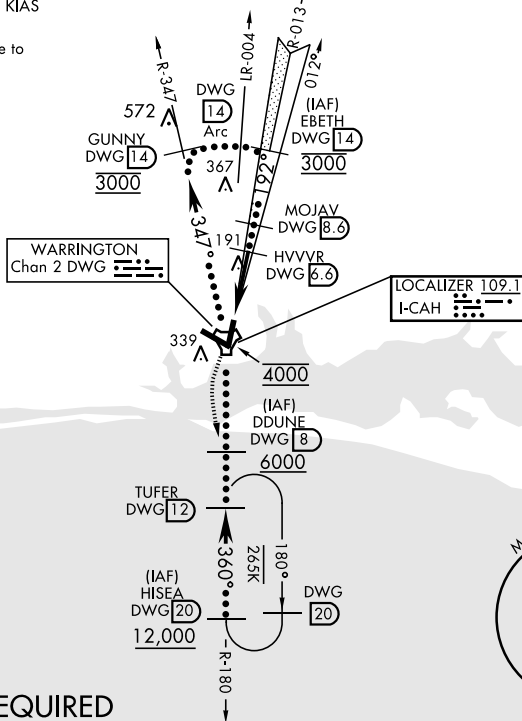 KIAS
e to
R-347
LR-004
R-013
012°
DWG
14
Arc
572
(IAF)
EBETH
DWG 14
3000
GUNNY
DWG 14
3000
367
192°
MOJAV
DWG 8.6
347°
191
HVVVR
DWG 6.6
WARRINGTON
Chan 2 DWG
LOCALIZER 109.1
I-CAH
339
4000
(IAF)
DDUNE
DWG 8
6000
TUFER
DWG 12
360°
265K
180°
(IAF)
HISEA
DWG 20
12,000
DWG
20
R-180
M
EQUIRED